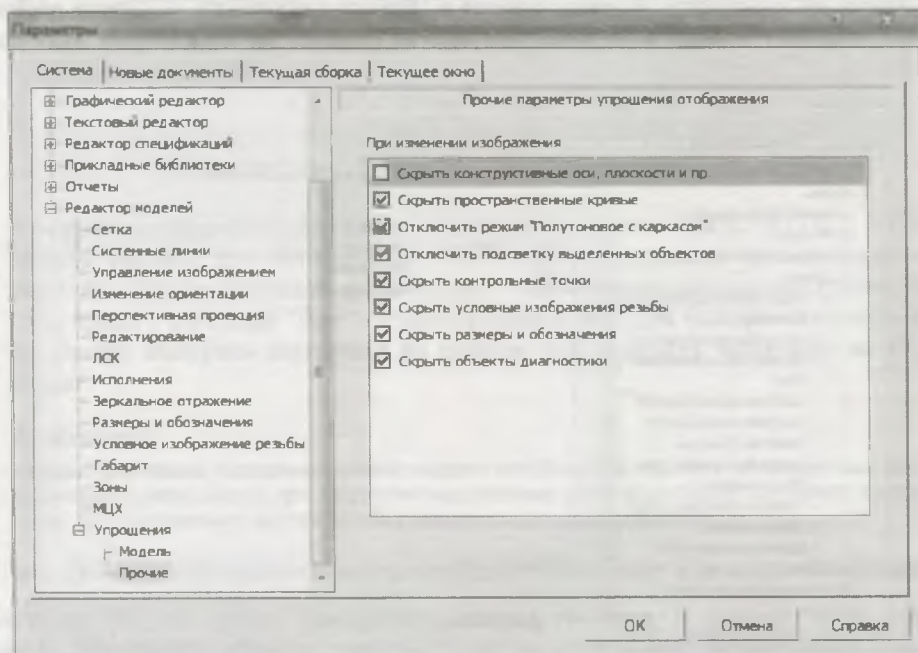 Параметры
Система Новые документы Текущая сборка Текущее окно
Графический редактор
Текстовый редактор
Редактор спецификаций
Прикладные библиотеки
Отчеты
Редактор моделей
Сетка
Системные линии
Управление изображением
Изменение ориентации
Перспективная проекция
Редактирование
ЛСК
Исполнения
Зеркальное отражение
Размеры и обозначения
Условное изображение резьбы
Габарит
Зоны
МЦХ
Упрощения
Модель
Прочие
Прочие параметры упрощения отображения
При изменении изображения
Скрыть конструктивные оси, плоскости и пр.
Скрыть пространственные кривые
Отключить режим "Полутоновое с каркасом"
Отключить подсветку выделенных объектов
Скрыть контрольные точки
Скрыть условные изображения резьбы
Скрыть размеры и обозначения
Скрыть объекты диагностики
ОК Отмена Справка